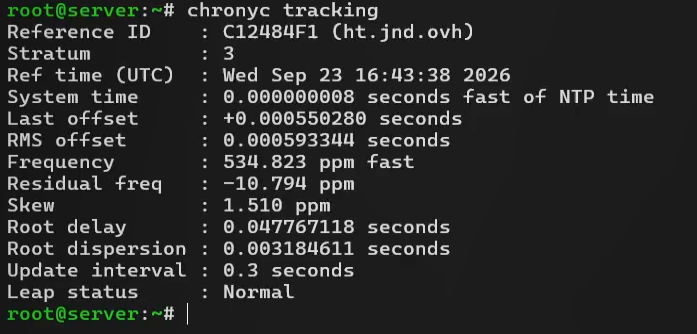 root@server:~# chronyc tracking
Reference ID    : C12484F1 (ht.jnd.ovh)
Stratum         : 3
Ref time (UTC)  : Wed Sep 23 16:43:38 2026
System time     : 0.000000008 seconds fast of NTP time
Last offset     : +0.000550280 seconds
RMS offset      : 0.000593344 seconds
Frequency       : 534.823 ppm fast
Residual freq   : -10.794 ppm
Skew            : 1.510 ppm
Root delay      : 0.047767118 seconds
Root dispersion : 0.003184611 seconds
Update interval : 0.3 seconds
Leap status     : Normal
root@server:~#